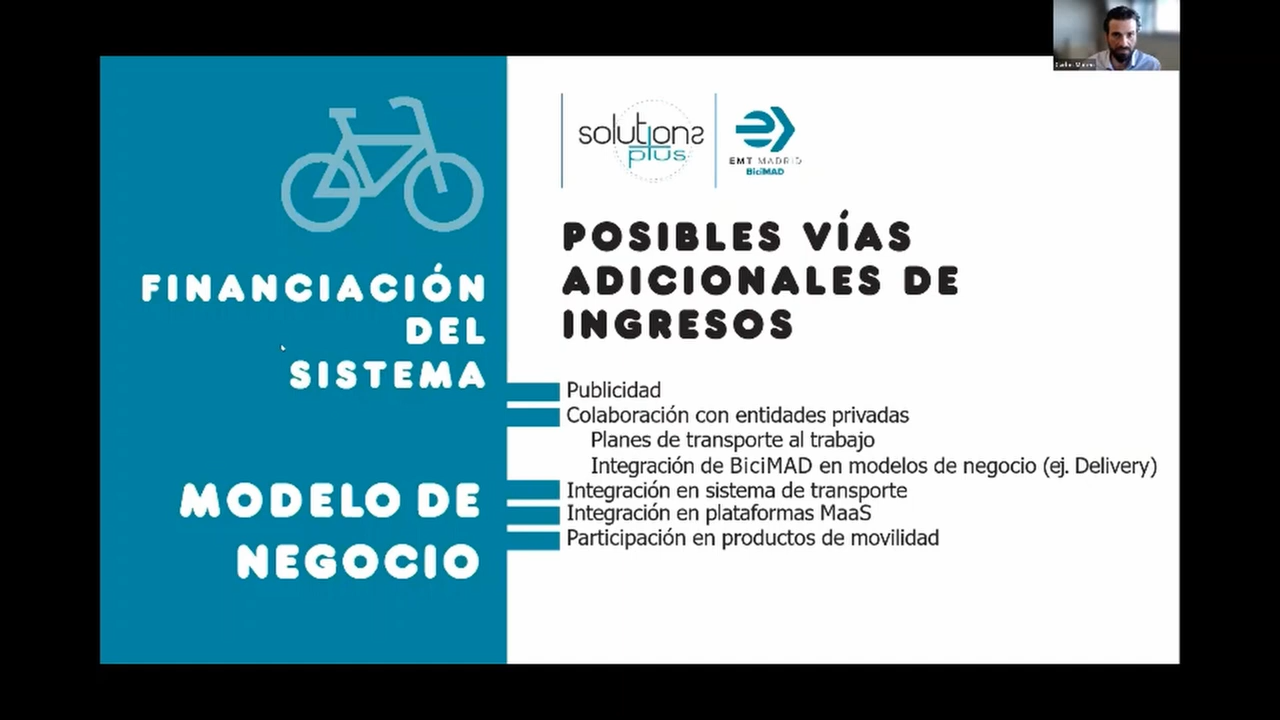 solutions
plus
EMT MADRID
BiciMAD
FINANCIACIÓN
DEL
SISTEMA
MODELO DE
NEGOCIO
POSIBLES VÍAS
ADICIONALES DE
INGRESOS
Publicidad
Colaboración con entidades privadas
Planes de transporte al trabajo
Integración de BiciMAD en modelos de negocio (ej. Delivery)
Integración en sistema de transporte
Integración en plataformas MaaS
Participación en productos de movilidad